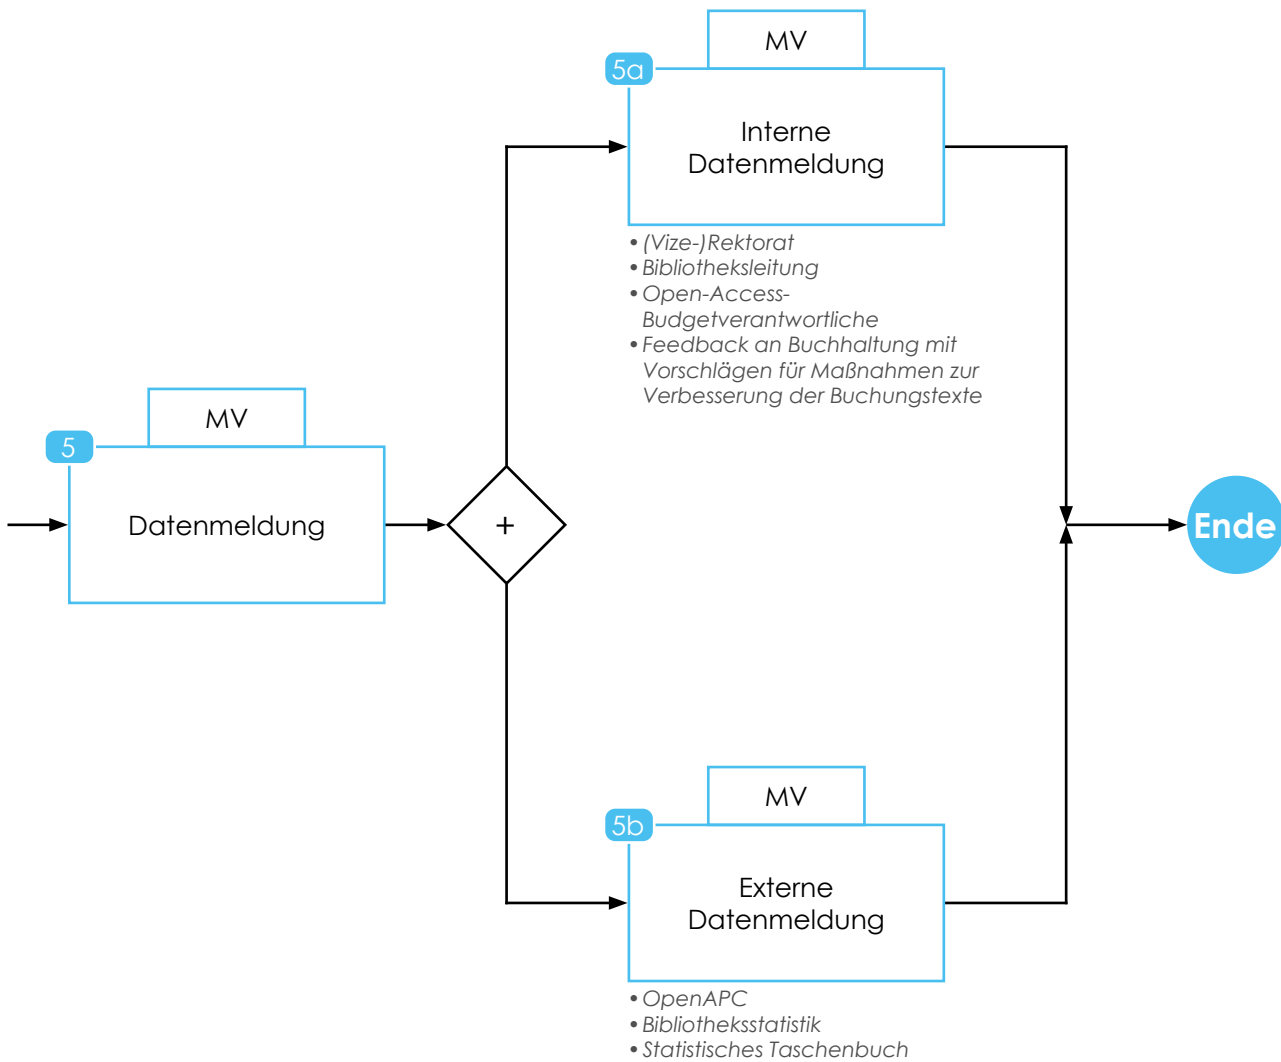 MV
5a
Interne
Datenmeldung
• (Vize-)Rektorat
• Bibliotheksleitung
• Open-Access-
Budgetverantwortliche
• Feedback an Buchhaltung mit
Vorschlägen für Maßnahmen zur
Verbesserung der Buchungstexte
MV
5
Datenmeldung
+
Ende
MV
5b
Externe
Datenmeldung
• OpenAPC
• Bibliotheksstatistik
• Statistisches Taschenbuch